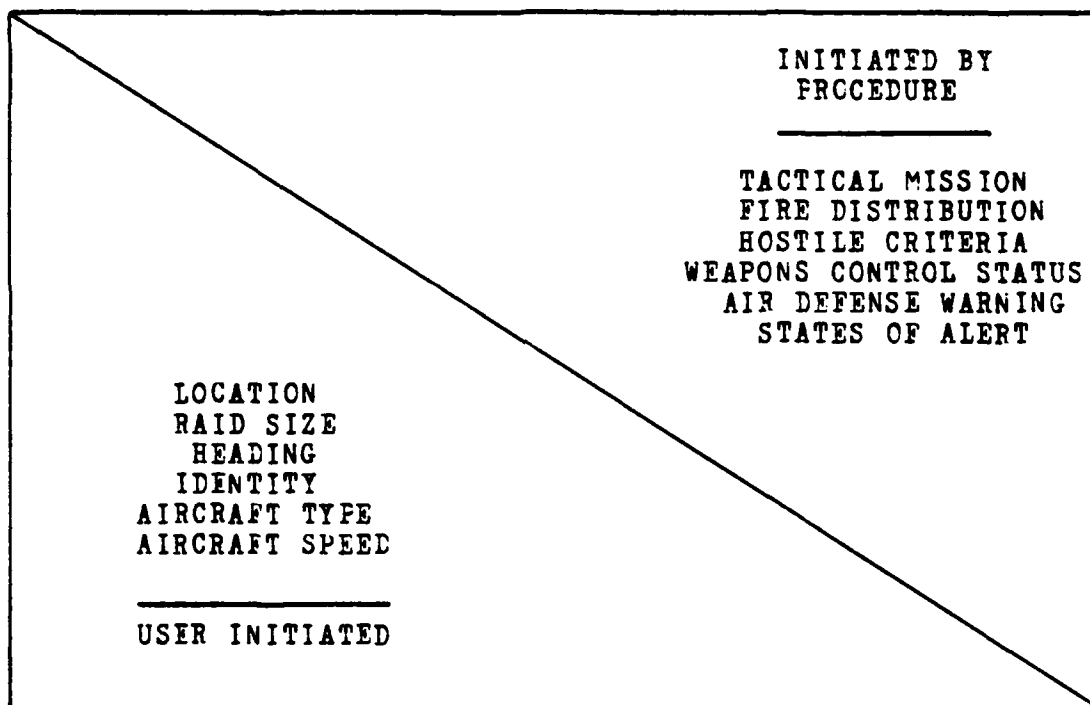 INITIATED BY
PROCEDURE
TACTICAL MISSION
FIRE DISTRIBUTION
HOSTILE CRITERIA
WEAPONS CONTROL STATUS
AIR DEFENSE WARNING
STATES OF ALERT
LOCATION
RAID SIZE
HEADING
IDENTITY
AIRCRAFT TYPE
AIRCRAFT SPEED
USER INITIATED